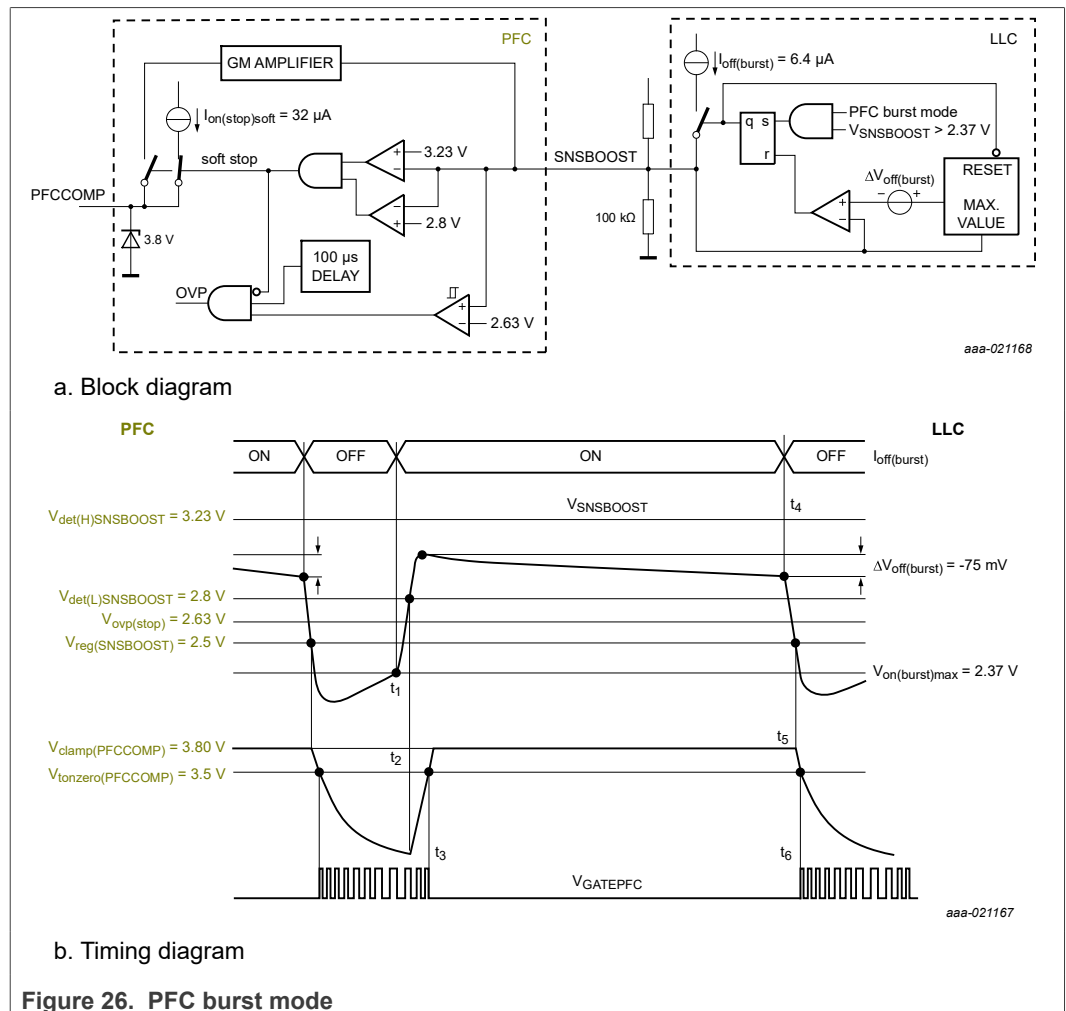 PFC
LLC
GM AMPLIFIER
Ioff(burst) = 6.4 µA
Ion(stop)soft = 32 µA
PFC burst mode
VSNSBOOST > 2.37 V
q s
r
3.23 V
soft stop
SNSBOOST
PFCCOMP
RESET
ΔVoff(burst)
MAX.
VALUE
2.8 V
100 kΩ
3.8 V
100 µs
DELAY
OVP
2.63 V
aaa-021168
a. Block diagram
PFC
LLC
ON
OFF
ON
OFF
Ioff(burst)
VSNSBOOST
t4
Vdet(H)SNSBOOST = 3.23 V
ΔVoff(burst) = -75 mV
Vdet(L)SNSBOOST = 2.8 V
Vovp(stop) = 2.63 V
Vreg(SNSBOOST) = 2.5 V
t1
Von(burst)max = 2.37 V
Vclamp(PFCCOMP) = 3.80 V
t2
t5
Vtonzero(PFCCOMP) = 3.5 V
t3
t6
VGATEPFC
aaa-021167
b. Timing diagram
Figure 26. PFC burst mode